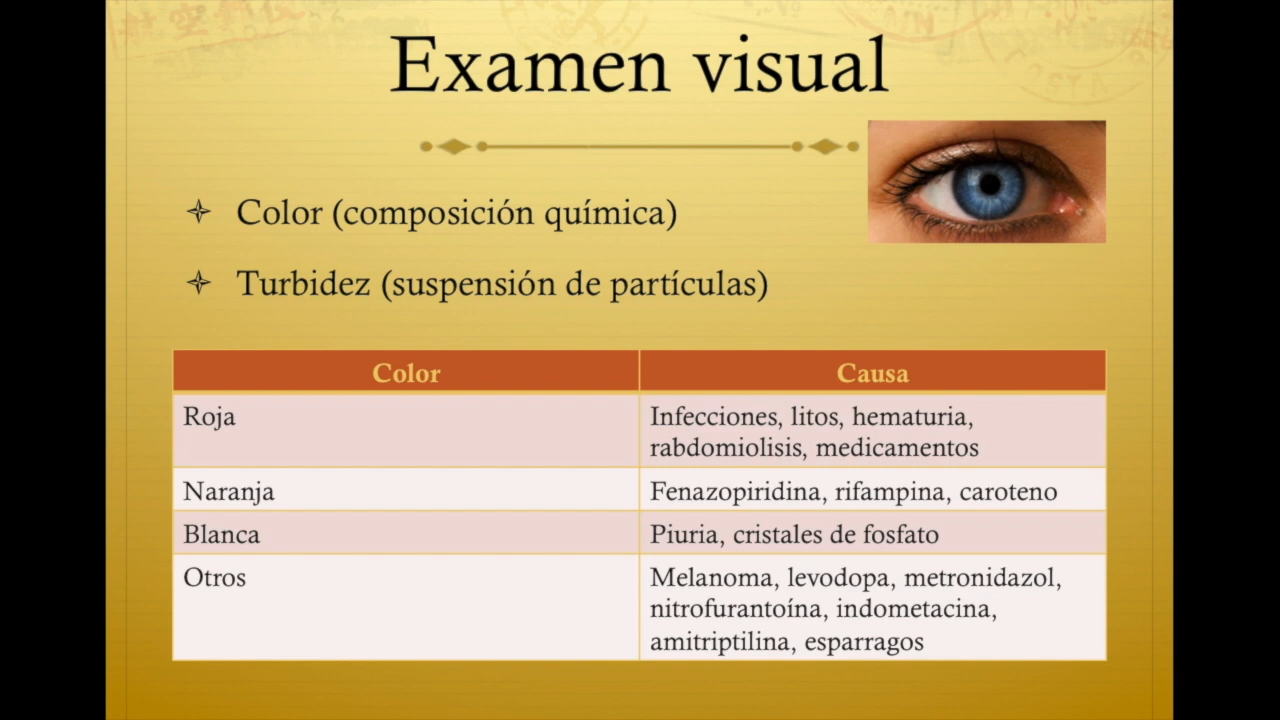 Examen visual
Color (composición química)
Turbidez (suspensión de partículas)
Color
Causa
Roja
Infecciones, litos, hematuria,
rabdomiolisis, medicamentos
Naranja
Fenazopiridina, rifampina, caroteno
Blanca
Piuria, cristales de fosfato
Otros
Melanoma, levodopa, metronidazol,
nitrofurantoína, indometacina,
amitriptilina, esparragos